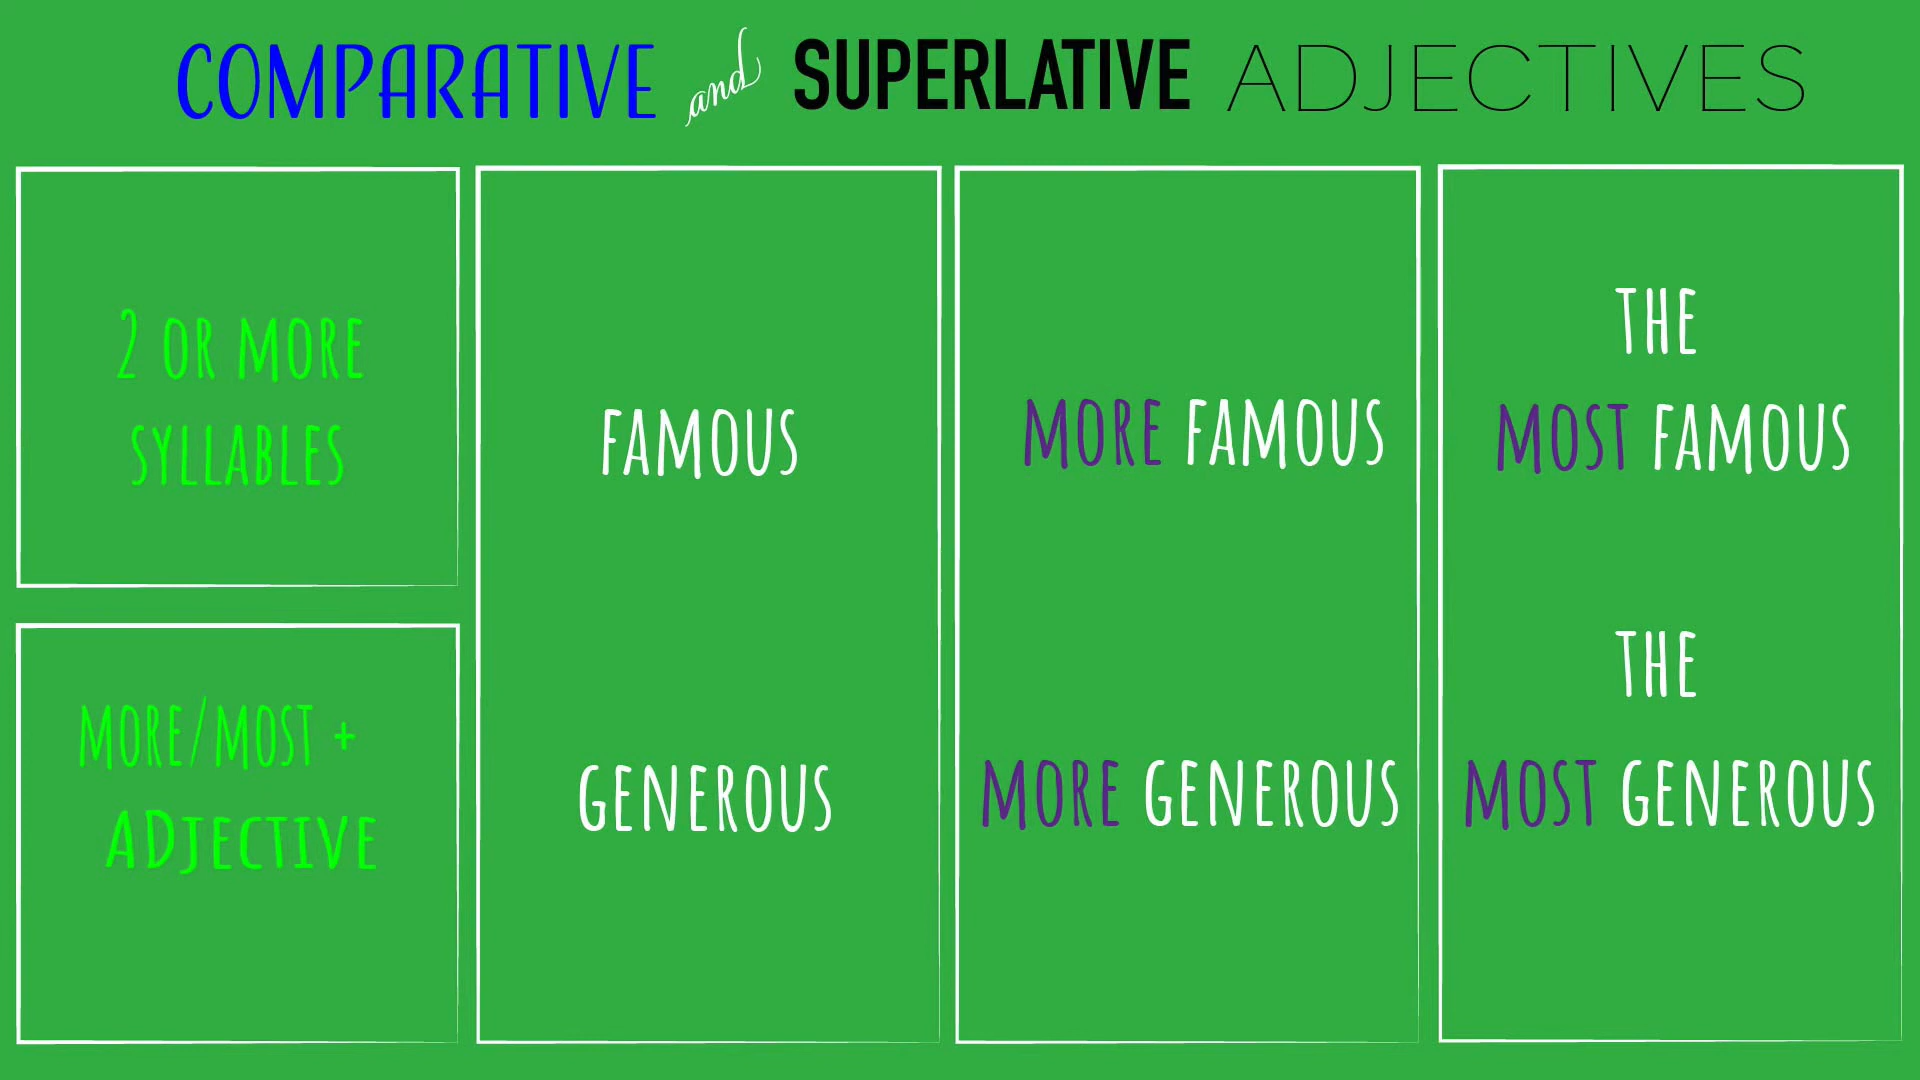 COMPARATIVE and SUPERLATIVE ADJECTIVES
2 OR MORE
SYLLABLES
MORE/MOST +
ADJECTIVE
FAMOUS
GENEROUS
MORE FAMOUS
MORE GENEROUS
THE
MOST FAMOUS
THE
MOST GENEROUS